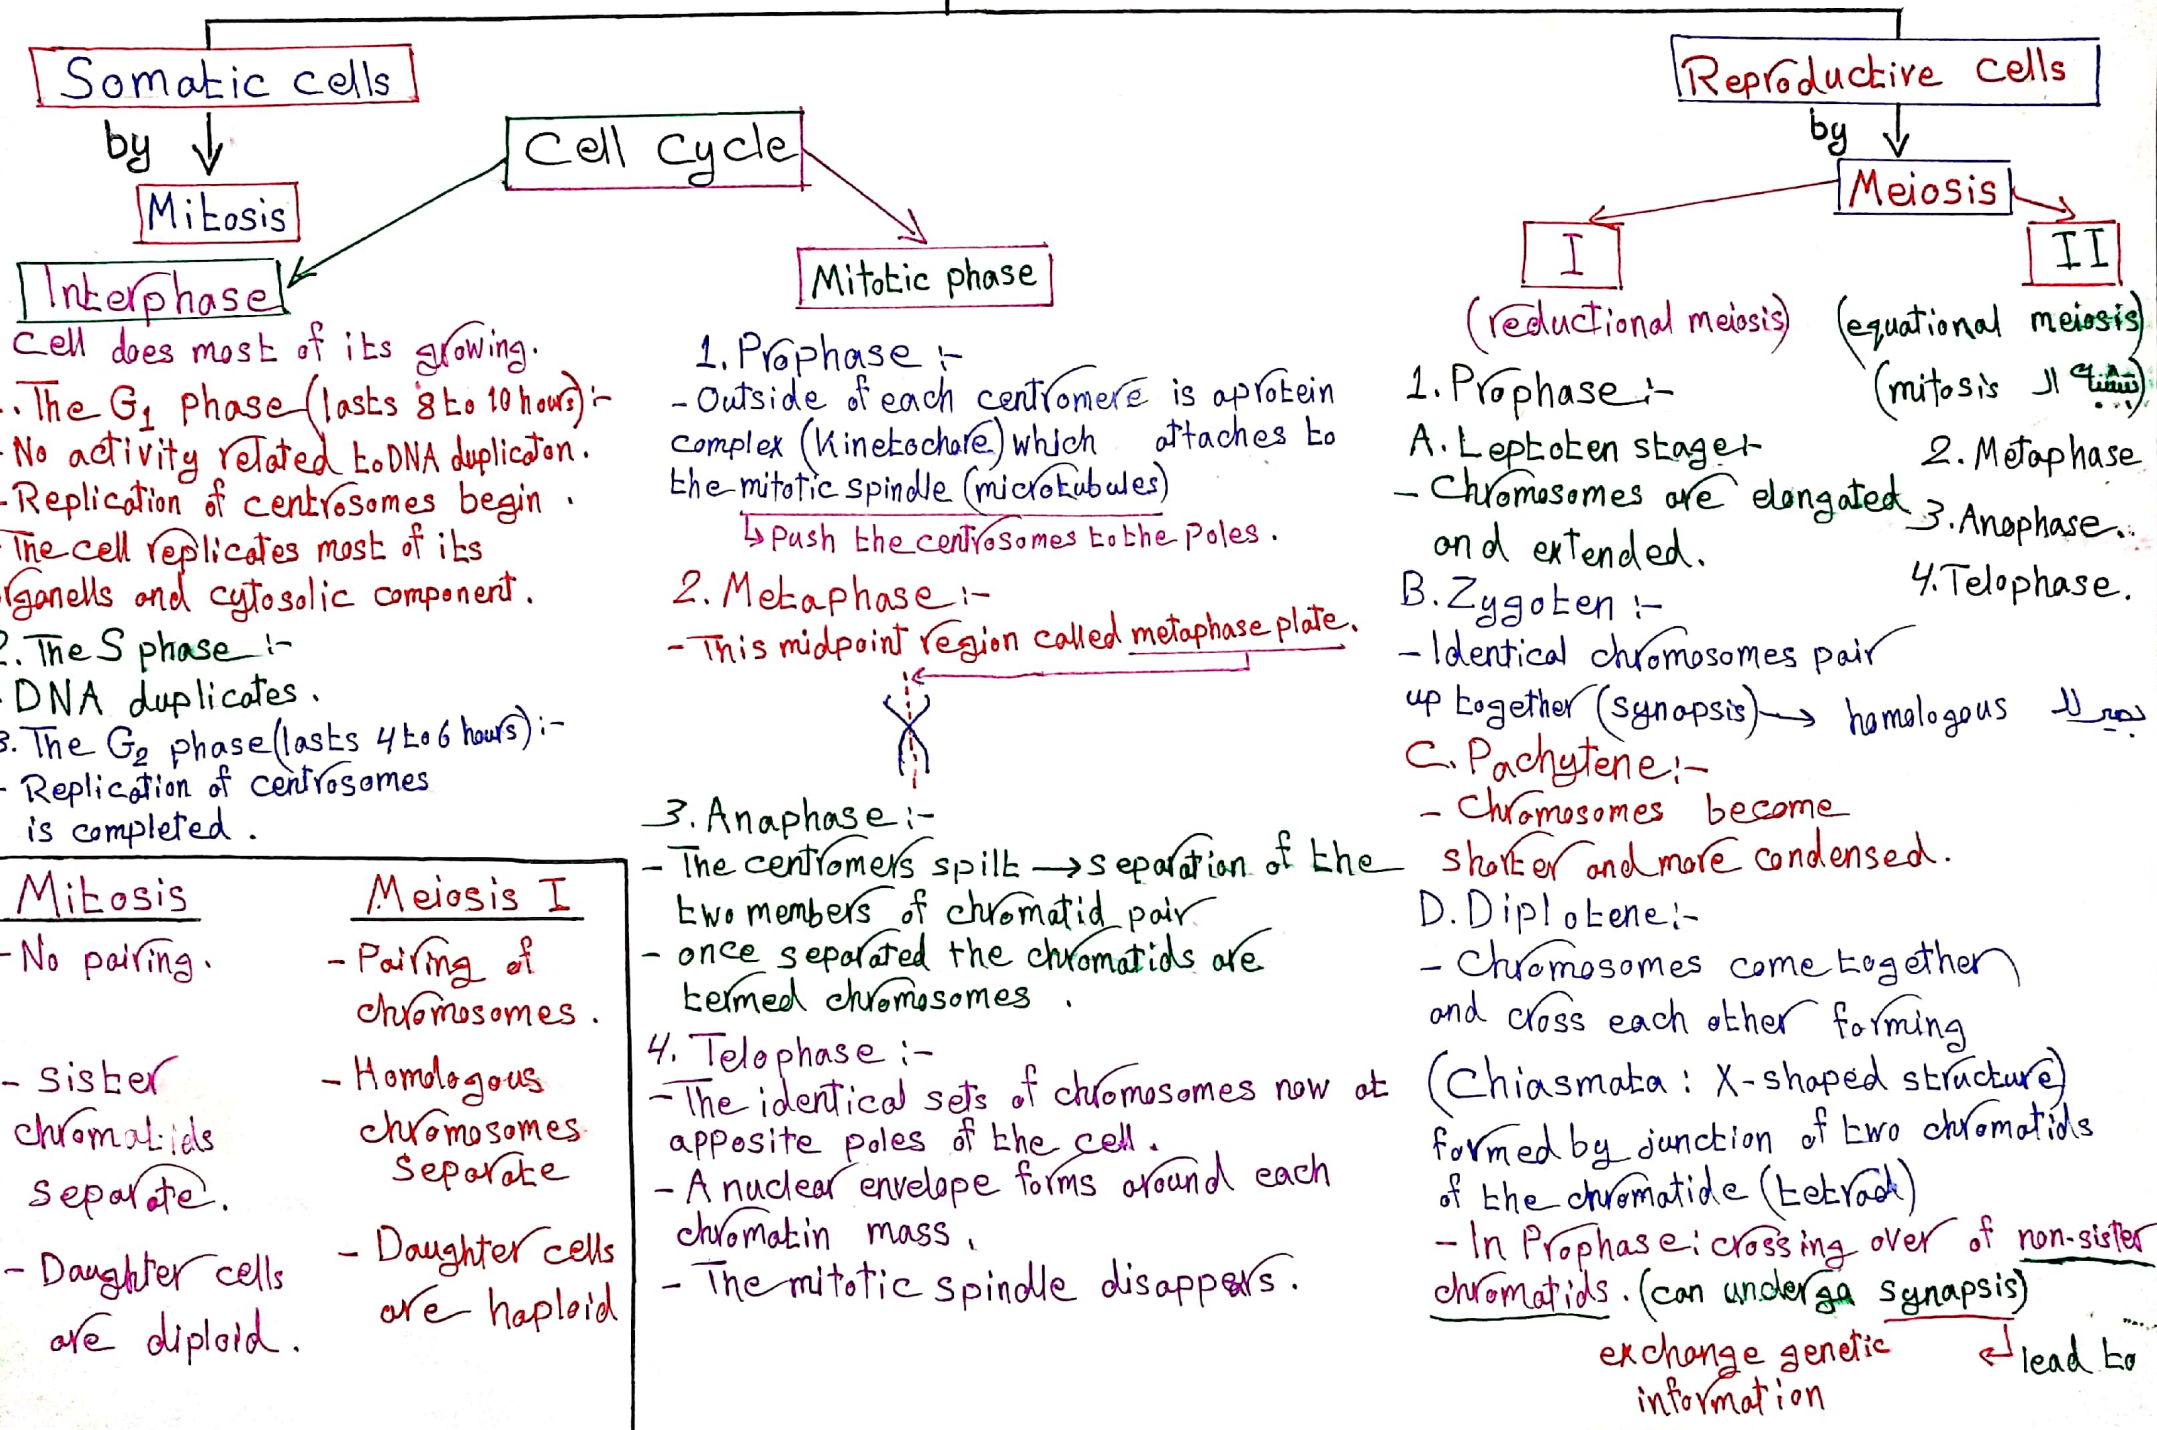 Somatic cells
by
Mitosis
Cell Cycle
Interphase
Cell does most of its growing.
. The G1 phase (lasts 8 to 10 hours) :-
- No activity related to DNA duplicaton.
- Replication of centrosomes begin .
The cell replicates most of its
rganells and cytosolic component.
2. The S phase :-
DNA duplicates.
3. The G2 phase (lasts 4 to 6 hours) :-
- Replication of centrosomes
is completed .
Mitosis
- No pairing.
- sister
chromatids
separate.
- Daughter cells
are diploid .
Meiosis I
- Pairing of
chromosomes .
- Homologous
chromosomes
separate
- Daughter cells
are haploid
Mitotic phase
1. Prophase :-
- Outside of each centromere is a protein
complex (Kinetochore) which attaches to
the mitotic spindle (microtubules)
↳ push the centrosomes to the poles .
2. Metaphase :-
- This midpoint region called metaphase plate.
3. Anaphase :-
- The centromers spilt → separation of the
two members of chromatid pair
- once separated the chromatids are
termed chromosomes .
4. Telophase :-
- The identical sets of chromosomes now at
opposite poles of the cell .
- A nuclear envelope forms around each
chromatin mass .
- The mitotic spindle disappers .
Reproductive cells
by
Meiosis
I
(reductional meiosis)
1. Prophase :-
A. Leptoten stage :-
- Chromosomes are elongated
and extended.
B. Zygoten :-
- Identical chromosomes pair
up together (synapsis) → homologous
C. Pachytene :-
- Chromosomes become
shorter and more condensed.
D. Diplotene :-
- Chromosomes come together
and cross each other forming
(Chiasmata : X-shaped structure)
formed by junction of two chromatids
of the chromatide (tetrad)
- In Prophase : crossing over of non-sister
chromatids . (can undergo synapsis)
lead to
exchange genetic
information
II
(equational meiosis)
(mitosis الـ)
2. Metaphase
3. Anaphase.
4. Telophase.